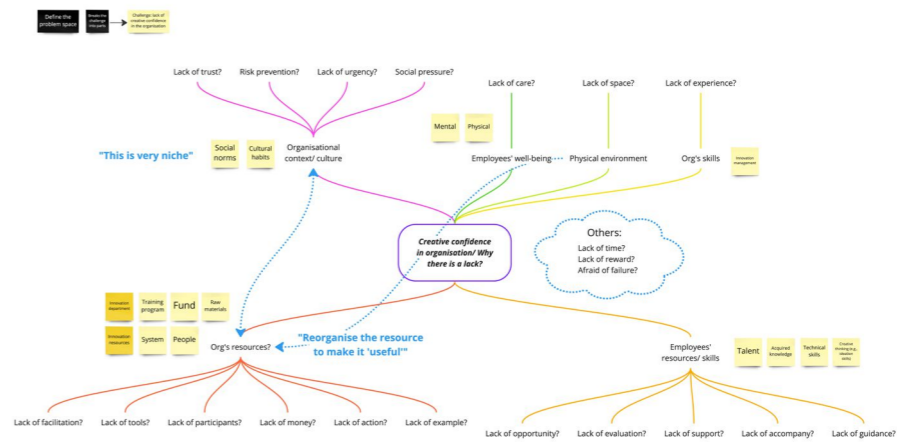 Define the
problem space
Breaks the
challenge
into parts
Challenge: lack of
creative confidence
in the organisation
Lack of trust?
Risk prevention?
Lack of urgency?
Social pressure?
Lack of care?
Lack of space?
Lack of experience?
Mental
Physical
"This is very niche"
Social
norms
Cultural
habits
Organisational
context/ culture
Employees' well-being
Physical environment
Org's skills
Innovation
management
Creative confidence
in organisation/ Why
there is a lack?
Others:
Lack of time?
Lack of reward?
Afraid of failure?
Innovation
department
Training
program
Fund
Raw
materials
Innovation
resources
System
People
Org's resources?
"Reorganise the resource
to make it 'useful'"
Employees'
resources/ skills
Talent
Acquired
knowledge
Technical
skills
Creative
thinking (e.g.,
ideation
skills)
Lack of facilitation?
Lack of tools?
Lack of participants?
Lack of money?
Lack of action?
Lack of example?
Lack of opportunity?
Lack of evaluation?
Lack of support?
Lack of accompany?
Lack of guidance?